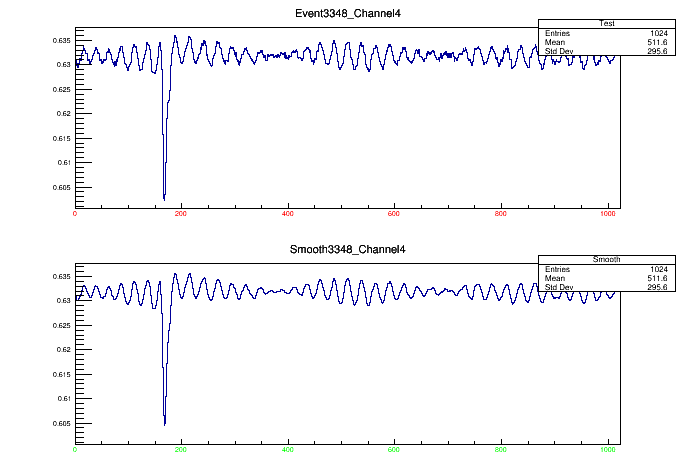 Event3348_Channel4
Test
Entries 1024
Mean 511.6
Std Dev 295.6
0.635
0.63
0.625
0.62
0.615
0.61
0.605
0 200 400 600 800 1000
Smooth3348_Channel4
Smooth
Entries 1024
Mean 511.6
Std Dev 295.6
0.635
0.63
0.625
0.62
0.615
0.61
0.605
0 200 400 600 800 1000